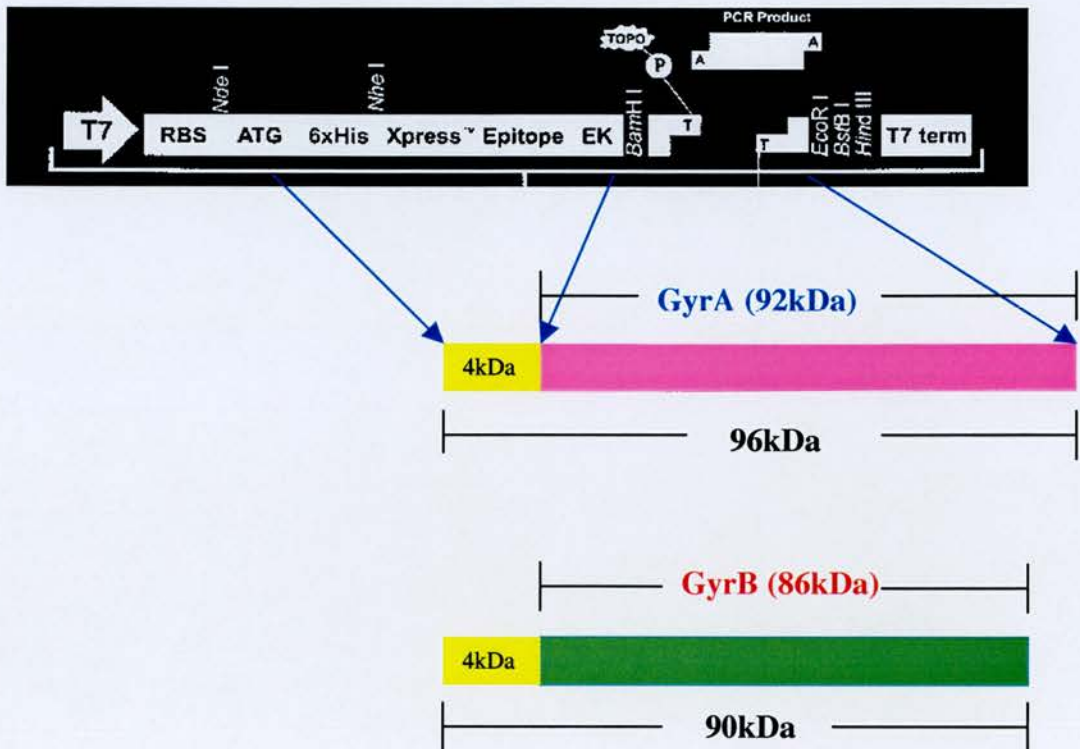 PCR Product
TOPO
A
P
A
Nde I
Nhe I
BamH I
EcoR I
BstB I
Hind III
T7
RBS ATG 6xHis Xpress™ Epitope EK
T
T
T7 term
GyrA (92kDa)
4kDa
96kDa
GyrB (86kDa)
4kDa
90kDa